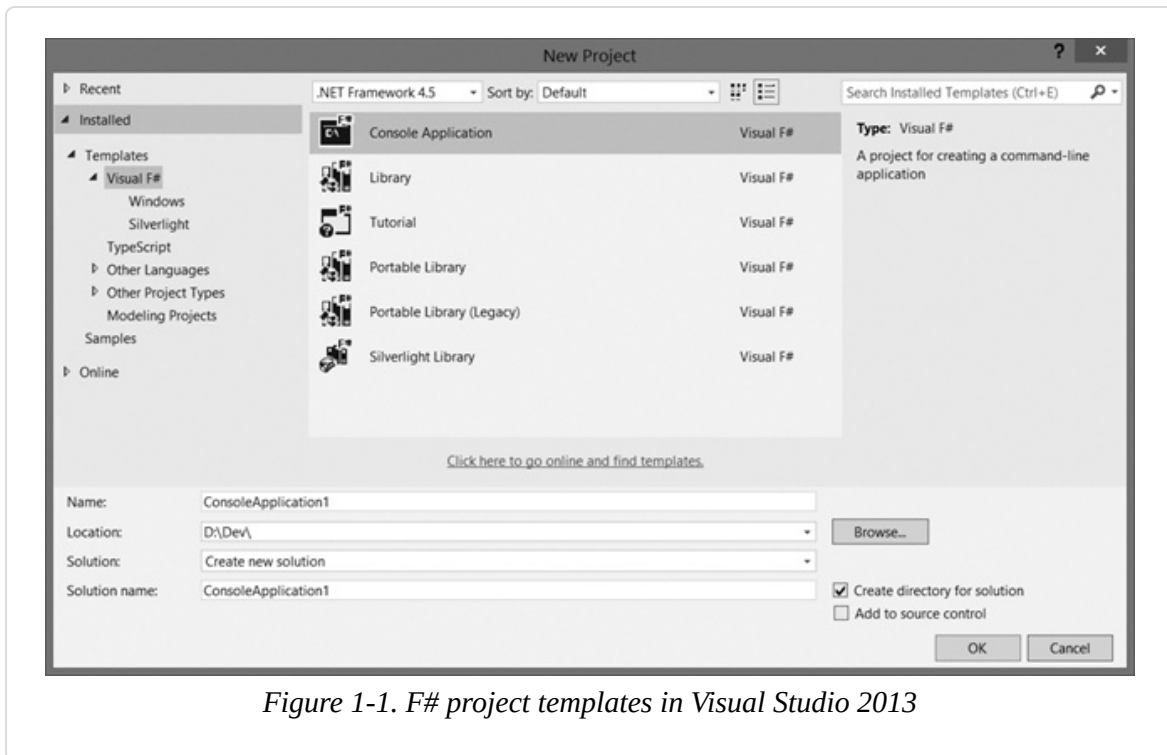 New Project
?
×
Recent
Installed
Templates
Visual F#
Windows
Silverlight
TypeScript
Other Languages
Other Project Types
Modeling Projects
Samples
Online
.NET Framework 4.5
Sort by: Default
Search Installed Templates (Ctrl+E)
Console Application Visual F#
Library Visual F#
Tutorial Visual F#
Portable Library Visual F#
Portable Library (Legacy) Visual F#
Silverlight Library Visual F#
Click here to go online and find templates.
Type: Visual F#
A project for creating a command-line
application
Name: ConsoleApplication1
Location: D:\Dev\
Browse...
Solution: Create new solution
Solution name: ConsoleApplication1
Create directory for solution
Add to source control
OK
Cancel
Figure 1-1. F# project templates in Visual Studio 2013